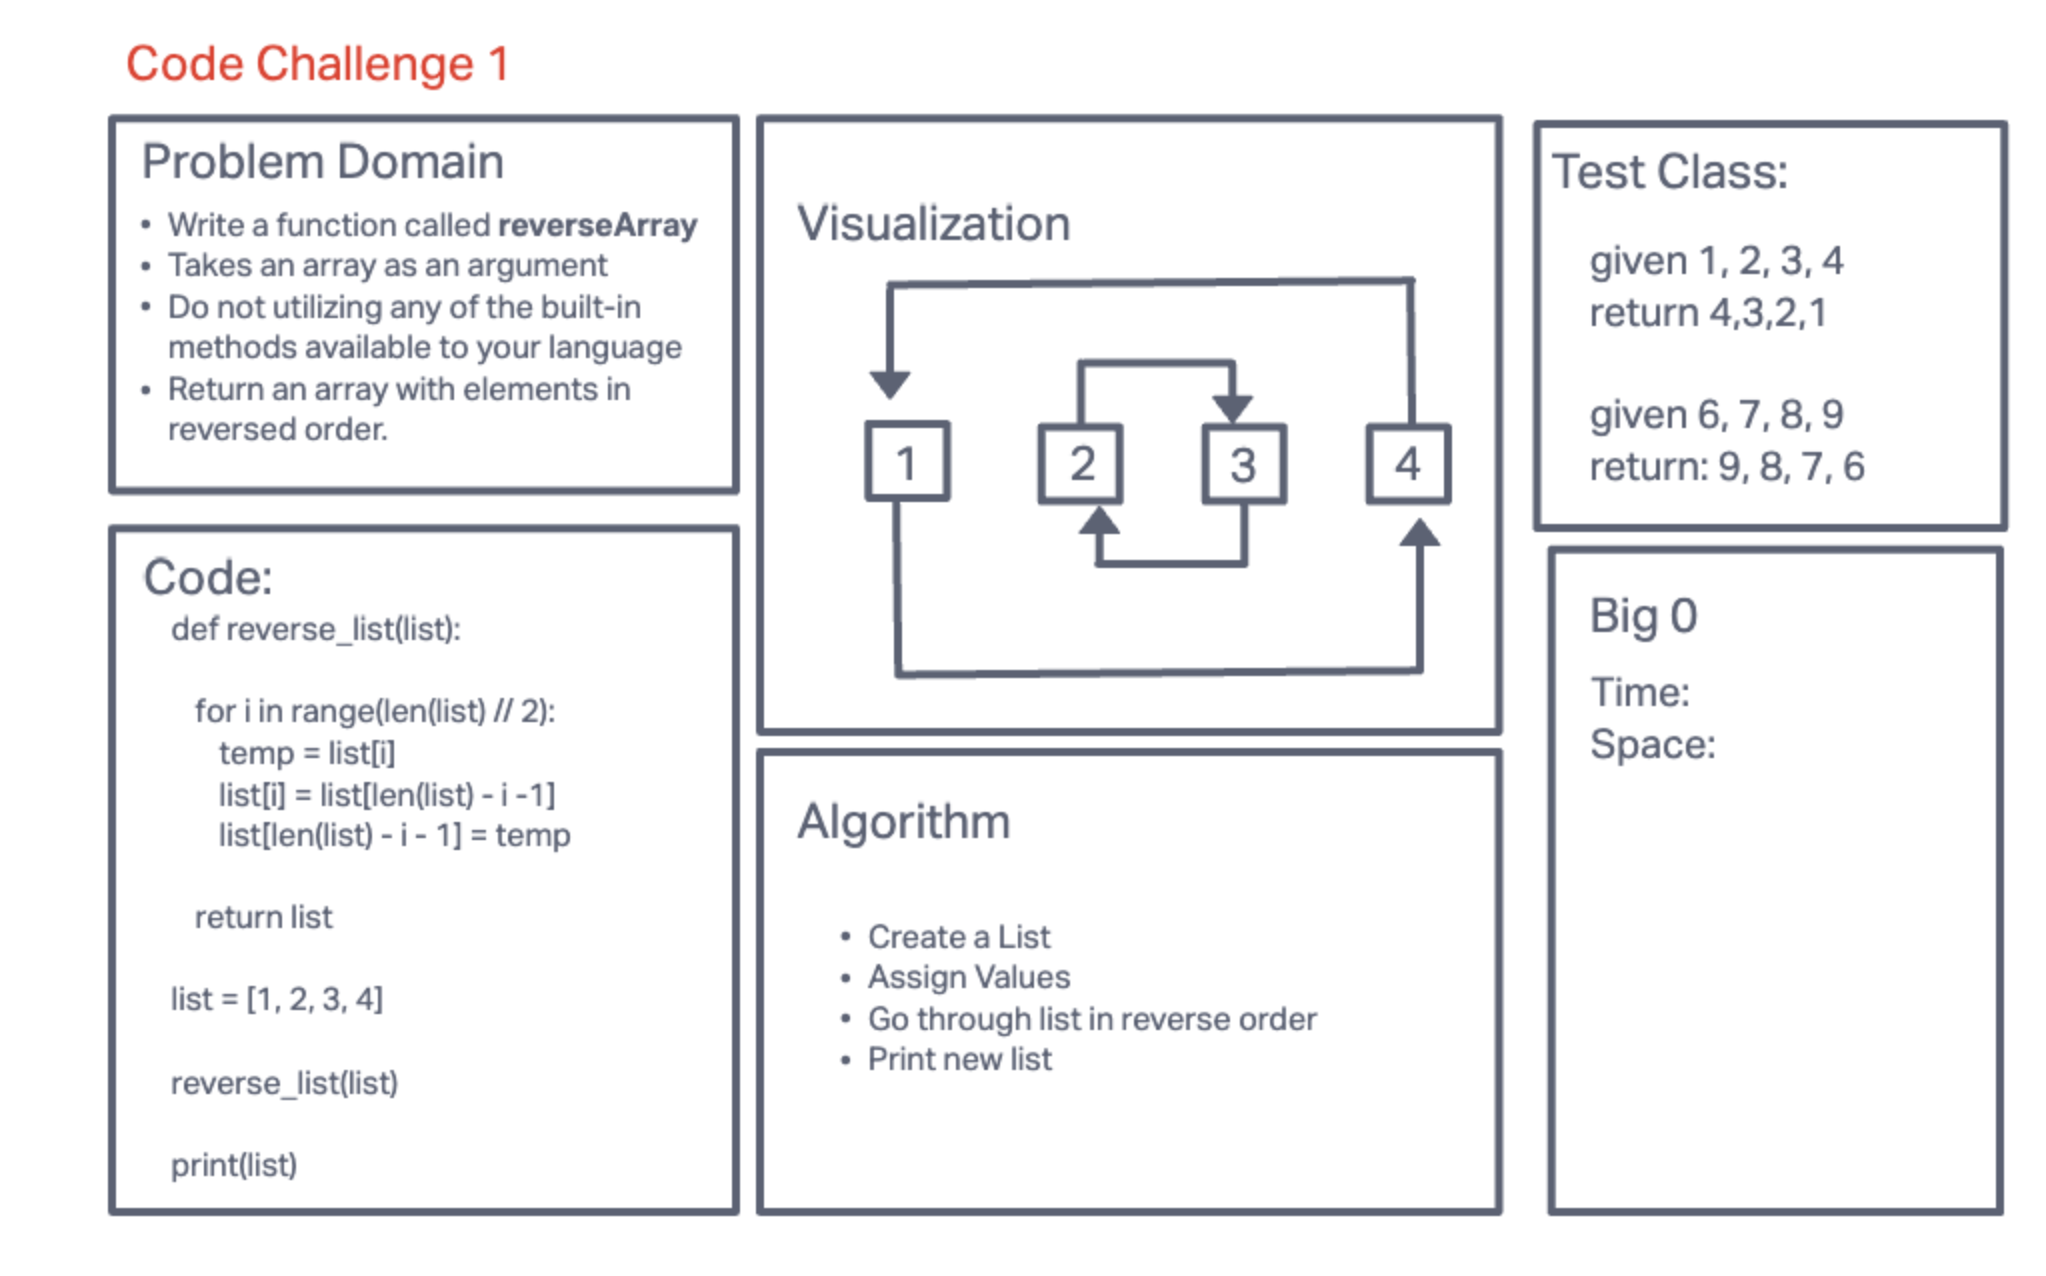 Code Challenge 1
Problem Domain
• Write a function called reverseArray
• Takes an array as an argument
• Do not utilizing any of the built-in
methods available to your language
• Return an array with elements in
reversed order.
Code:
def reverse_list(list):
for i in range(len(list) // 2):
temp = list[i]
list[i] = list[len(list) - i -1]
list[len(list) - i - 1] = temp
return list
list = [1, 2, 3, 4]
reverse_list(list)
print(list)
Visualization
1 2 3 4
Algorithm
• Create a List
• Assign Values
• Go through list in reverse order
• Print new list
Test Class:
given 1, 2, 3, 4
return 4,3,2,1
given 6, 7, 8, 9
return: 9, 8, 7, 6
Big 0
Time:
Space: